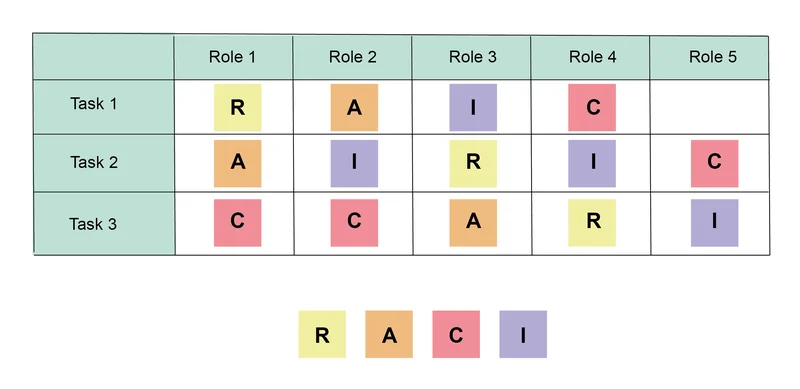 Role 1 Role 2 Role 3 Role 4 Role 5
Task 1 R A I C
Task 2 A I R I C
Task 3 C C A R I
R A C I